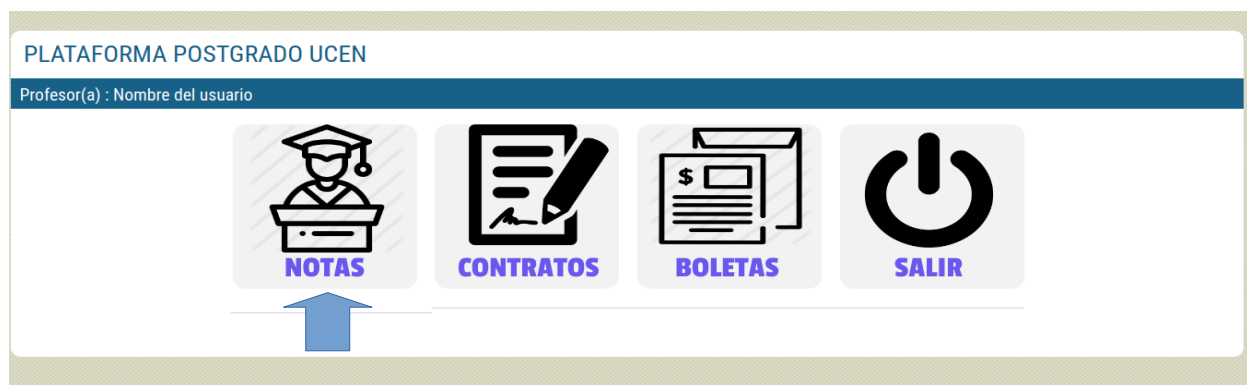 PLATAFORMA POSTGRADO UCEN
Profesor(a) : Nombre del usuario
$
NOTAS CONTRATOS BOLETAS SALIR